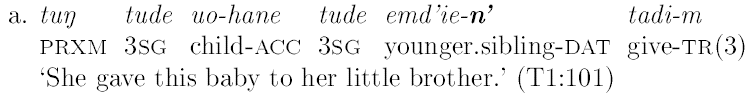 a. tuŋ tude uo-hane tude emd’ie-n’ tadi-m
PRXM 3SG child-ACC 3SG younger.sibling-DAT give-TR(3)
‘She gave this baby to her little brother.’ (T1:101)